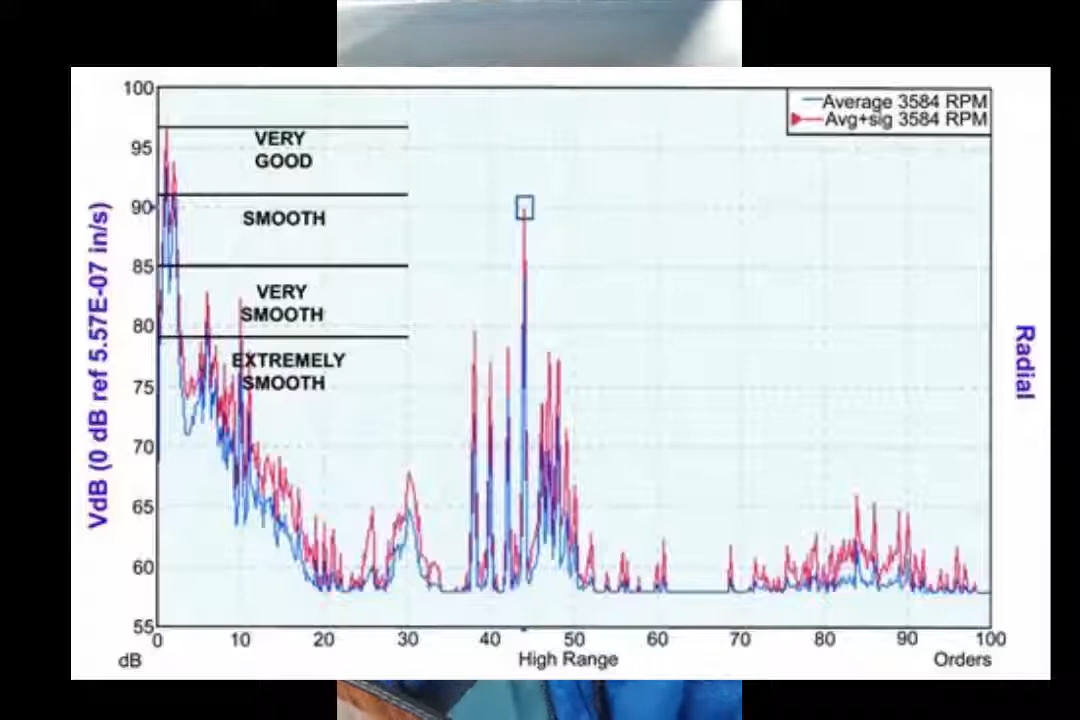 100
95
90
85
80
75
70
65
60
55
VdB (0 dB ref 5.57E-07 in/s)
VERY
GOOD
SMOOTH
VERY
SMOOTH
EXTREMELY
SMOOTH
Average 3584 RPM
Avg+sig 3584 RPM
Radial
0 10 20 30 40 50 60 70 80 90 100
dB High Range Orders